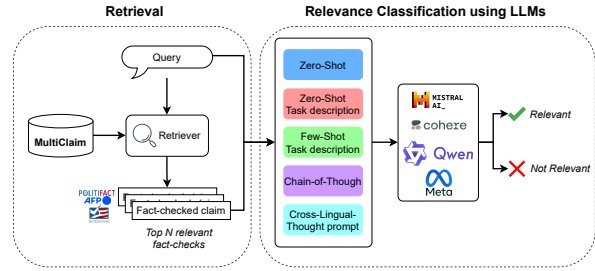 Retrieval
Relevance Classification using LLMs
Query
MultiClaim
Retriever
POLITIFACT
AFP
Fact-checked claim
Top N relevant
fact-checks
Zero-Shot
Zero-Shot
Task description
Few-Shot
Task description
Chain-of-Though
Cross-Lingual-
Thought prompt
MISTRAL
AI_
cohere
Qwen
Meta
Relevant
Not Relevant